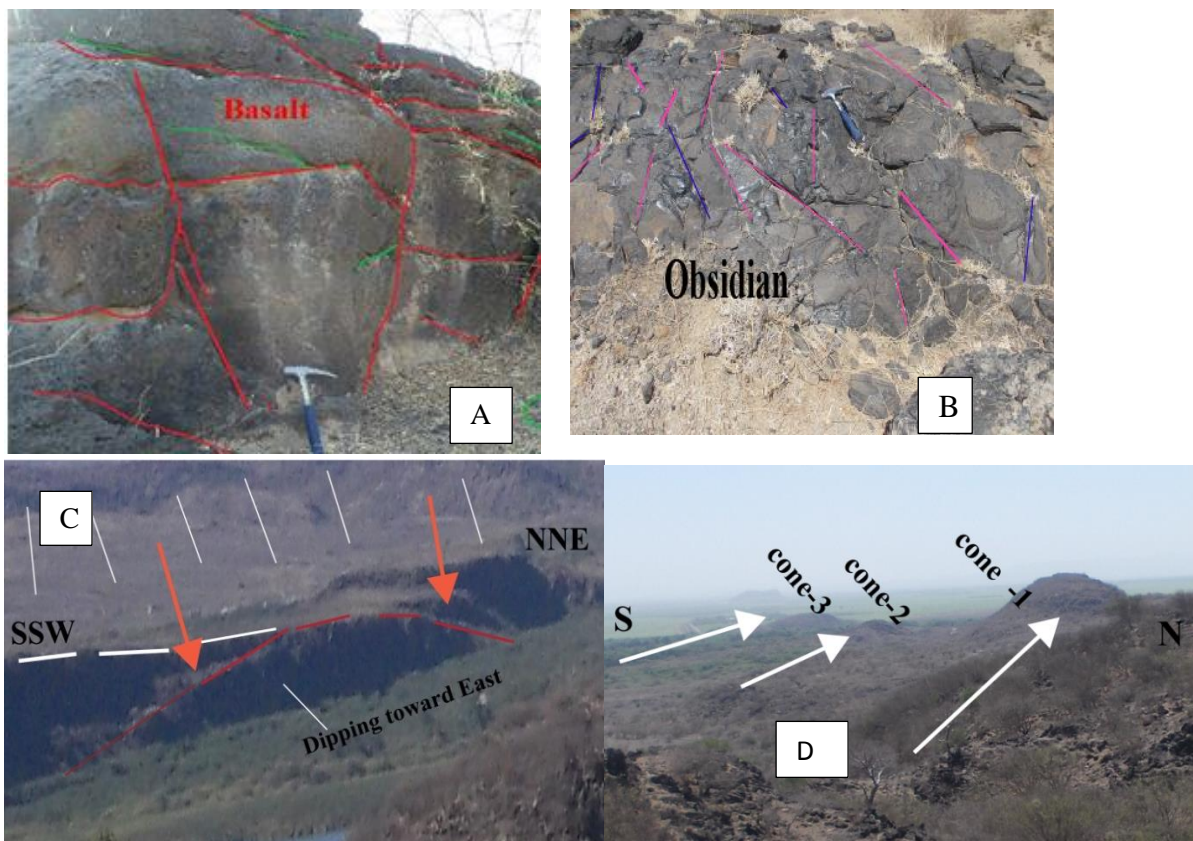 Basalt
A
Obsidian
B
C
NNE
SSW
Dipping toward East
S
cone-3
cone-2
cone -1
N
D